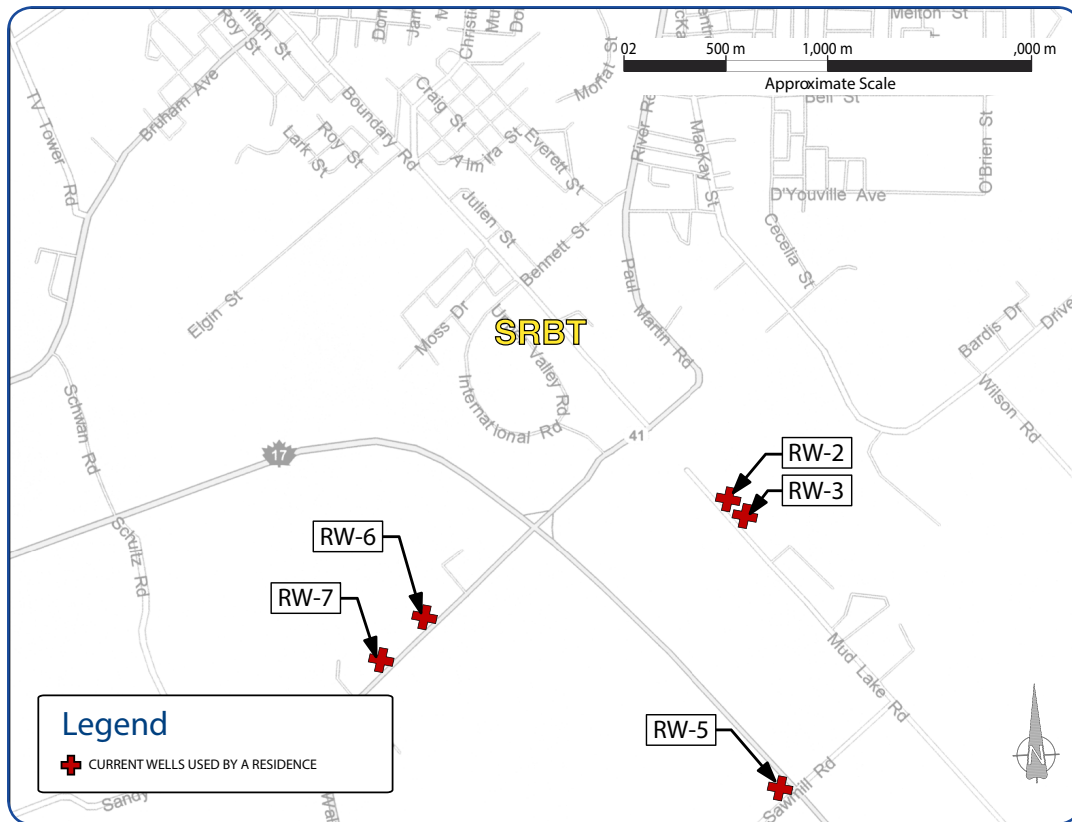 Melton St
02 500 m 1,000 m ,000 m
Approximate Scale
Bell St
Roy St
Bruham Ave
TV Tower Rd
Boundary Rd
Craig St
Moffat St
Roy St
Lark St
Almira St
Everett St
River Rd
MacKay St
O'Brien St
D'Youville Ave
Julien St
Bennett St
Cecelia St
Elgin St
Moss Dr
SRBT
Valley Rd
International Rd
Paul Martin Rd
Bardis Dr
Drive
Wilson Rd
Schwan Rd
17
41
RW-2
RW-3
RW-6
RW-7
Schultz Rd
Mud Lake Rd
RW-5
Sawmill Rd
Legend
CURRENT WELLS USED BY A RESIDENCE
Sandy
N